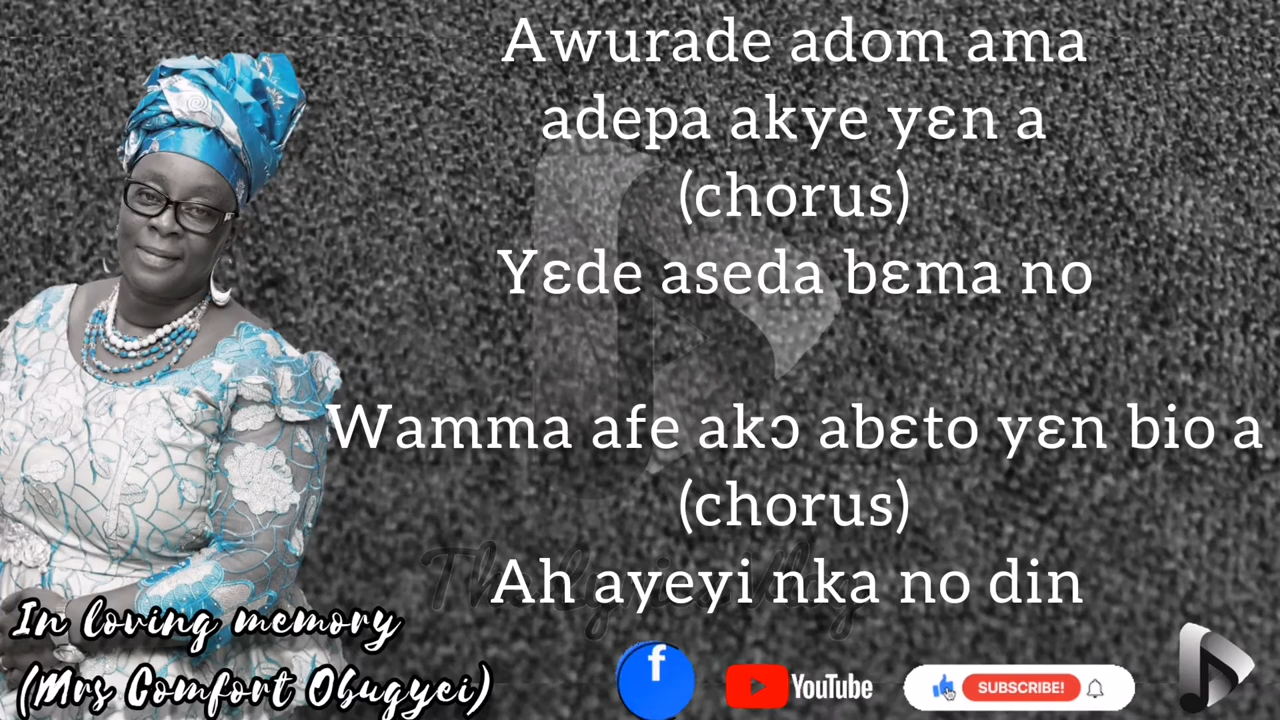 Awurade adom ama
adepa akye yɛn a
(chorus)
Yɛde aseda bɛma no
Wamma afe akɔ abɛto yɛn bio a
(chorus)
Ah ayeyi nka no din
In loving memory
(Mrs Comfort Obugyei)
f
YouTube
SUBSCRIBE!